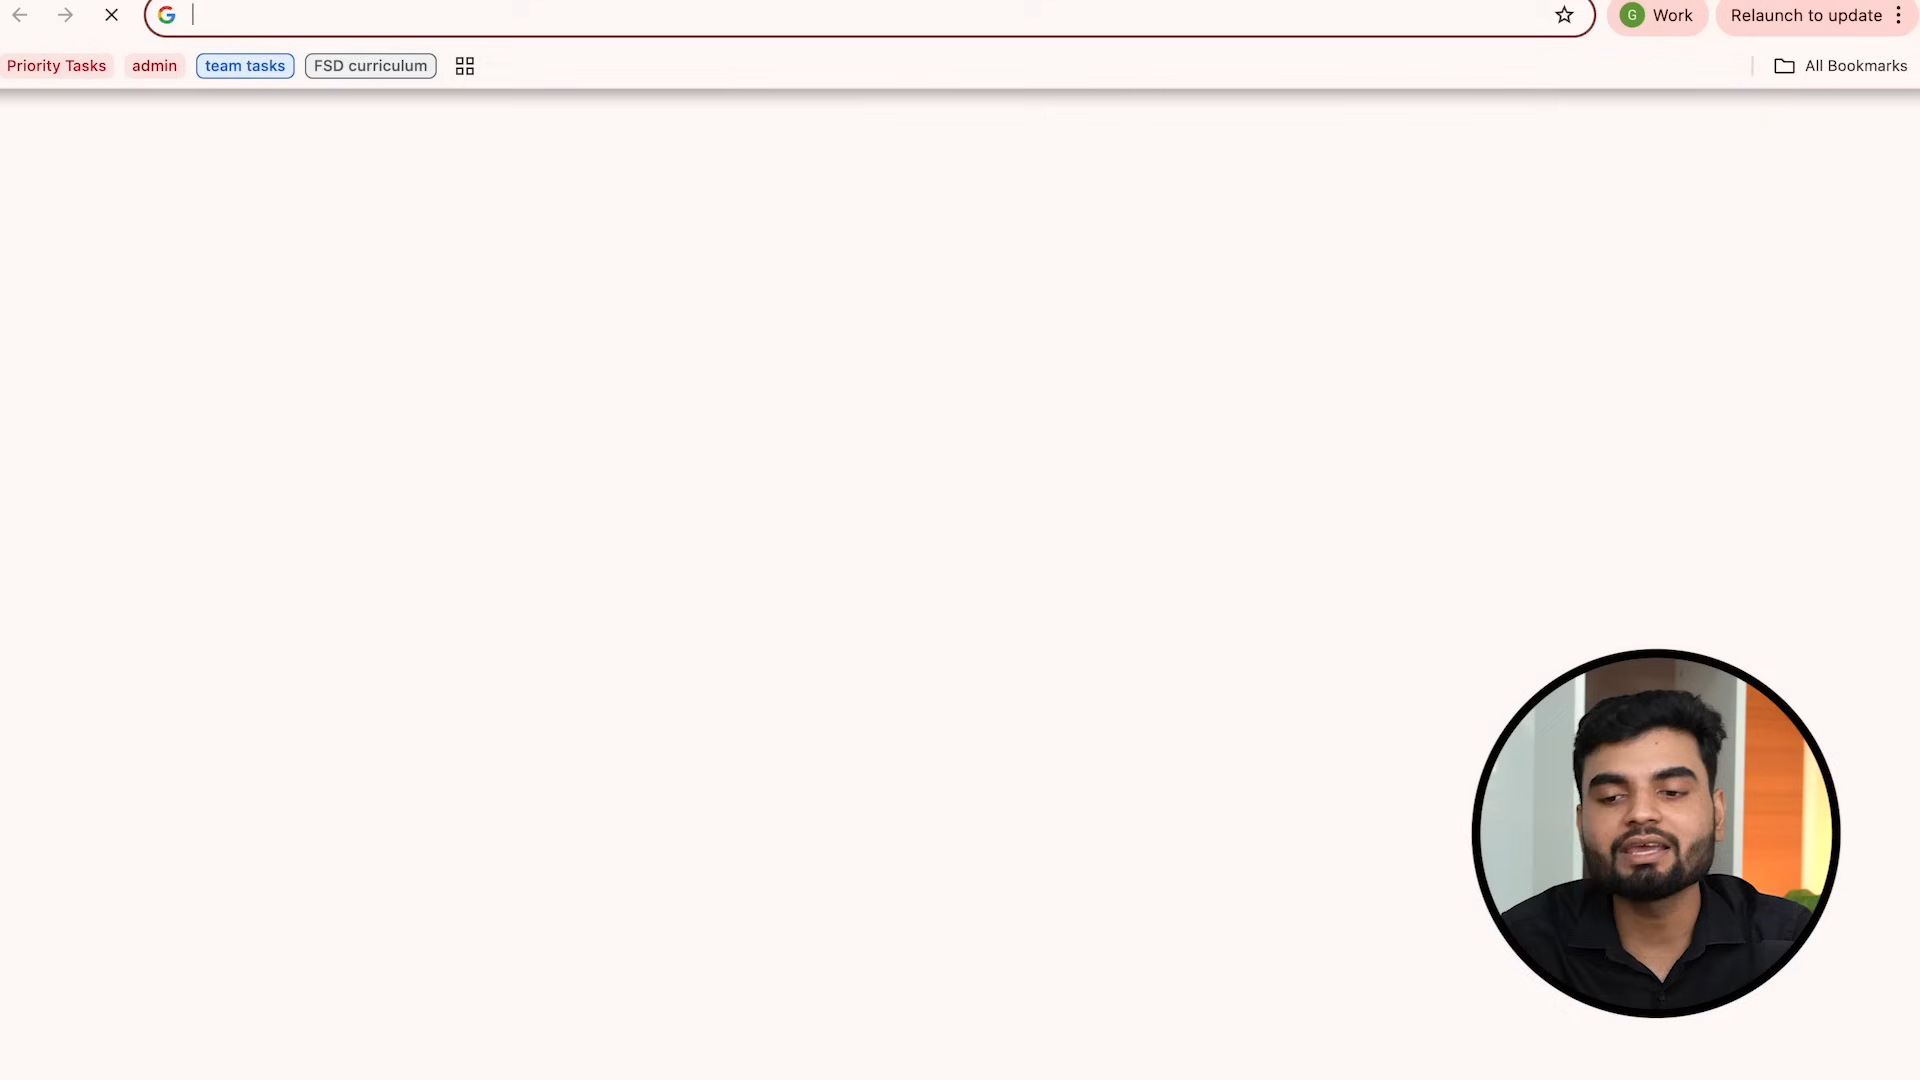 G Work Relaunch to update
Priority Tasks admin team tasks FSD curriculum All Bookmarks